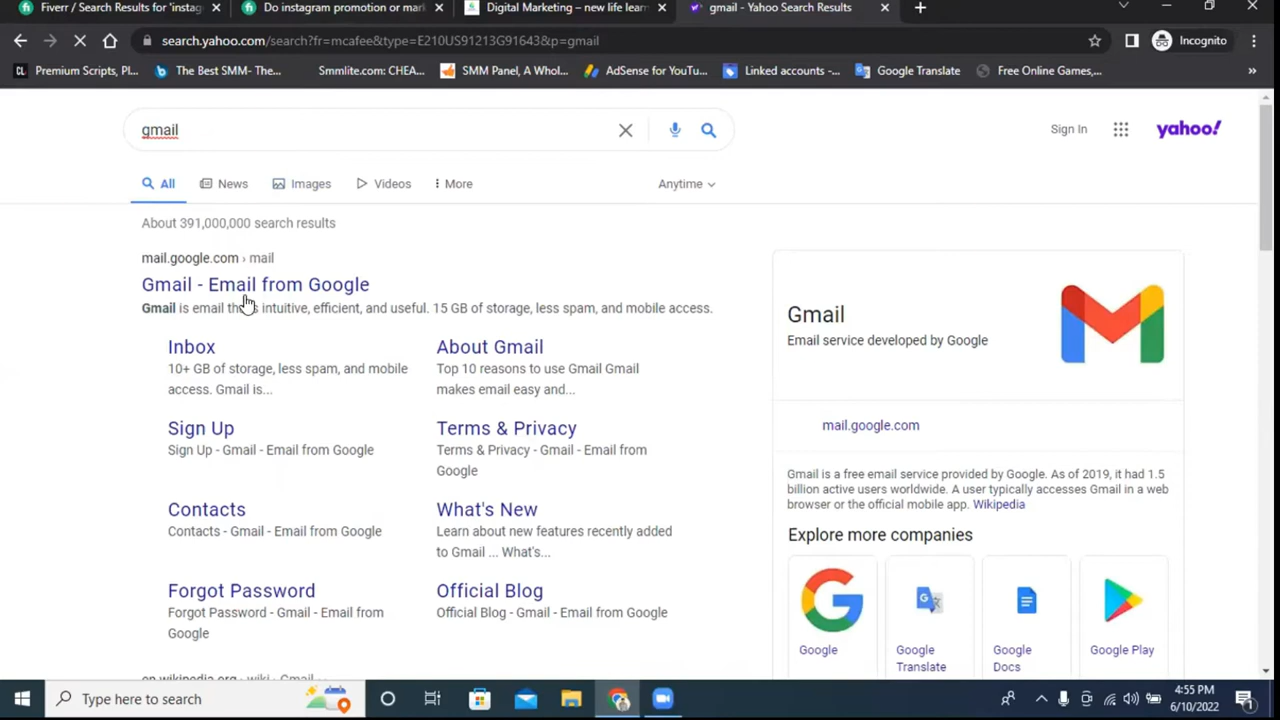 Fiverr / Search Results for 'instag
Do instagram promotion or mark
Digital Marketing – new life learn
gmail - Yahoo Search Results
search.yahoo.com/search?fr=mcafee&type=E210US91213G91643&p=gmail
Incognito
Premium Scripts, Pl...
The Best SMM- The...
Smmlite.com: CHEA...
SMM Panel, A Whol...
AdSense for YouTu...
Linked accounts -...
Google Translate
Free Online Games,...
»
gmail
Sign In
yahoo!
All
News
Images
Videos
More
Anytime
About 391,000,000 search results
mail.google.com › mail
Gmail - Email from Google
Gmail is email intuitive, efficient, and useful. 15 GB of storage, less spam, and mobile access.
Inbox
10+ GB of storage, less spam, and mobile
access. Gmail is...
About Gmail
Top 10 reasons to use Gmail Gmail
makes email easy and...
Sign Up
Sign Up - Gmail - Email from Google
Terms & Privacy
Terms & Privacy - Gmail - Email from
Google
Contacts
Contacts - Gmail - Email from Google
What's New
Learn about new features recently added
to Gmail ... What's...
Forgot Password
Forgot Password - Gmail - Email from
Google
Official Blog
Official Blog - Gmail - Email from Google
en.wikipedia.org › wiki › Gmail
Gmail
Email service developed by Google
mail.google.com
Gmail is a free email service provided by Google. As of 2019, it had 1.5
billion active users worldwide. A user typically accesses Gmail in a web
browser or the official mobile app. Wikipedia
Explore more companies
Google
Google
Translate
Google
Docs
Google Play
Type here to search
4:55 PM
6/10/2022
1